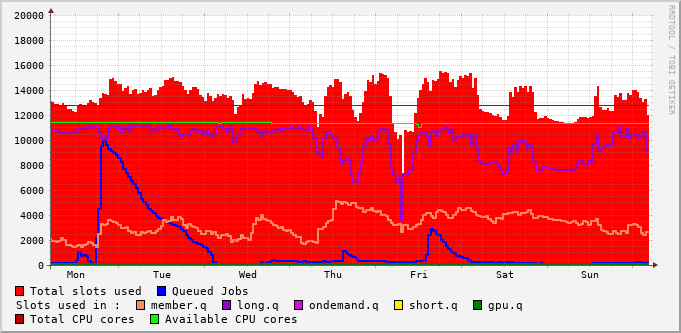 20000
18000
16000
14000
12000
10000
8000
6000
4000
2000
0
Mon Tue Wed Thu Fri Sat Sun
RRDTOOL / TOBI OETIKER
Total slots used Queued Jobs
Slots used in : member.q long.q ondemand.q short.q gpu.q
Total CPU cores Available CPU cores